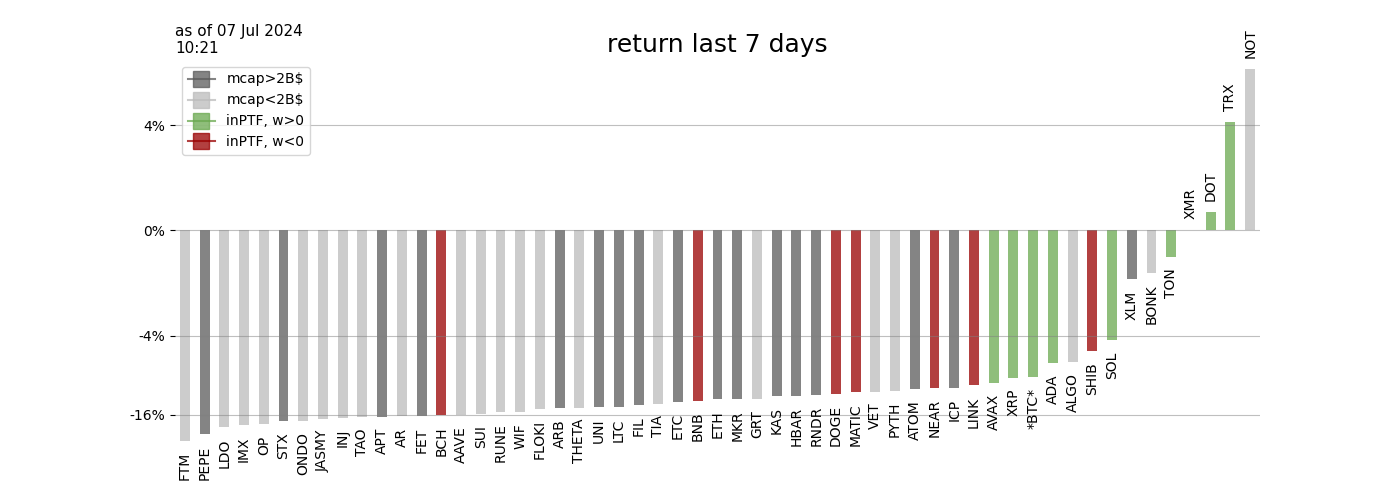 as of 07 Jul 2024
10:21
return last 7 days
mcap>2B$
mcap<2B$
inPTF, w>0
inPTF, w<0
4%
0%
-4%
-16%
FTM
PEPE
LDO
IMX
OP
STX
ONDO
JASMY
INJ
TAO
APT
AR
FET
BCH
AAVE
SUI
RUNE
WIF
FLOKI
ARB
THETA
UNI
LTC
FIL
TIA
ETC
BNB
ETH
MKR
GRT
KAS
HBAR
RNDR
DOGE
MATIC
VET
PYTH
ATOM
NEAR
ICP
LINK
AVAX
XRP
*BTC*
ADA
ALGO
SHIB
SOL
XLM
BONK
TON
XMR
DOT
TRX
NOT